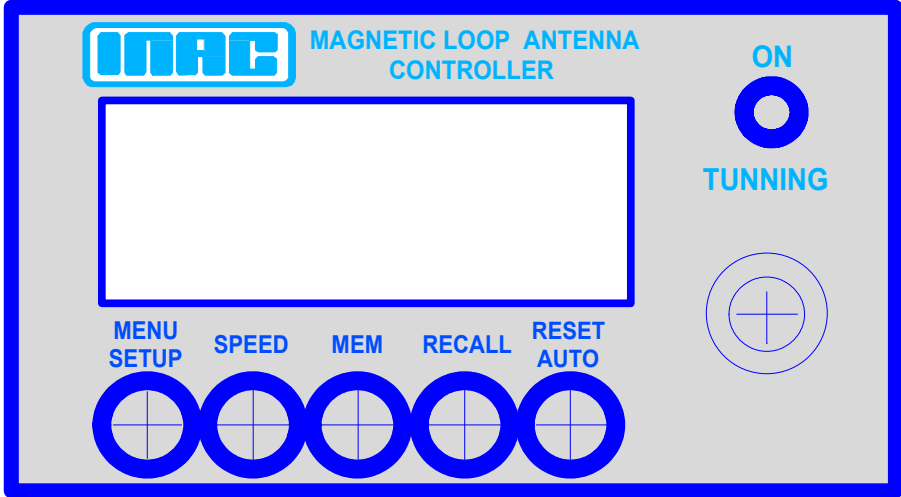 INAC
MAGNETIC LOOP ANTENNA
CONTROLLER
ON
TUNNING
MENU
SETUP
SPEED
MEM
RECALL
RESET
AUTO